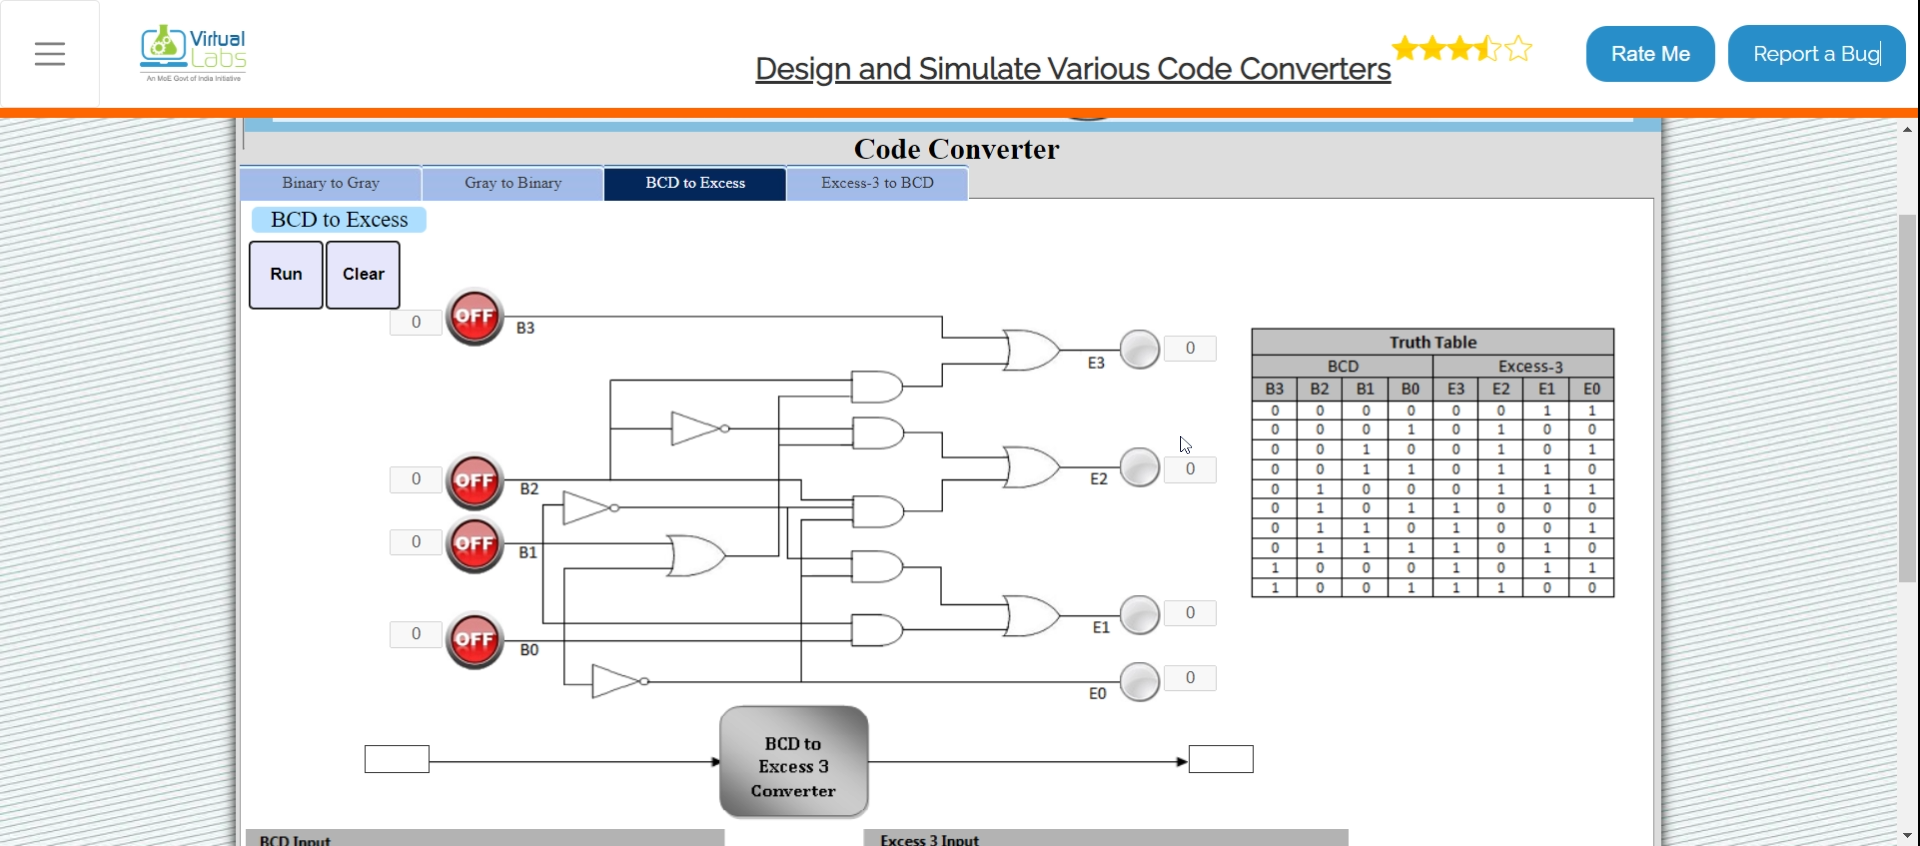 Virtual
Labs
An MoE Govt of India Initiative
Design and Simulate Various Code Converters
Rate Me
Report a Bug
Code Converter
Binary to Gray
Gray to Binary
BCD to Excess
Excess-3 to BCD
BCD to Excess
Run
Clear
0 OFF B3
E3 0
0 OFF B2
E2 0
0 OFF B1
0 OFF B0
E1 0
E0 0
Truth Table
BCD Excess-3
B3 B2 B1 B0 E3 E2 E1 E0
0 0 0 0 0 0 1 1
0 0 0 1 0 1 0 0
0 0 1 0 0 1 0 1
0 0 1 1 0 1 1 0
0 1 0 0 0 1 1 1
0 1 0 1 1 0 0 0
0 1 1 0 1 0 0 1
0 1 1 1 1 0 1 0
1 0 0 0 1 0 1 1
1 0 0 1 1 1 0 0
BCD to
Excess 3
Converter
BCD Input
Excess 3 Input